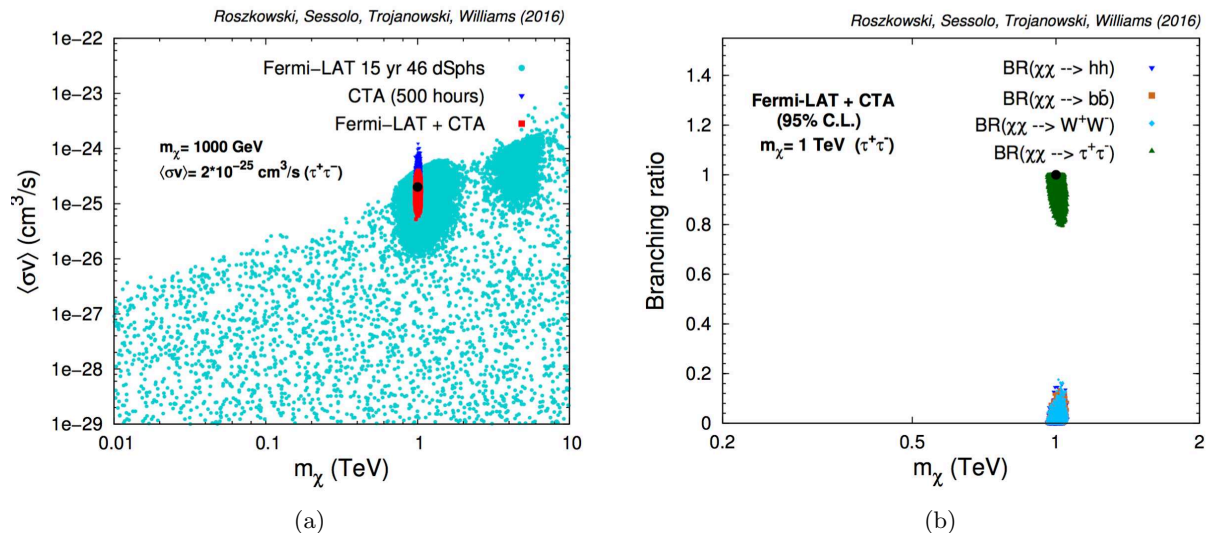 Roszkowski, Sessolo, Trojanowski, Williams (2016)
1e−22
1e−23
1e−24
1e−25
1e−26
1e−27
1e−28
1e−29
⟨σv⟩ (cm³/s)
Fermi−LAT 15 yr 46 dSphs
CTA (500 hours)
Fermi−LAT + CTA
mχ= 1000 GeV
⟨σv⟩= 2*10⁻²⁵ cm³/s (τ⁺τ⁻)
0.01 0.1 1 10
mχ (TeV)
(a)
Roszkowski, Sessolo, Trojanowski, Williams (2016)
1.4
1.2
1
0.8
0.6
0.4
0.2
0
Branching ratio
BR(χχ --> hh)
BR(χχ --> bb̄)
BR(χχ --> W⁺W⁻)
BR(χχ --> τ⁺τ⁻)
Fermi-LAT + CTA
(95% C.L.)
mχ= 1 TeV (τ⁺τ⁻)
0.2 0.5 1 2
mχ (TeV)
(b)